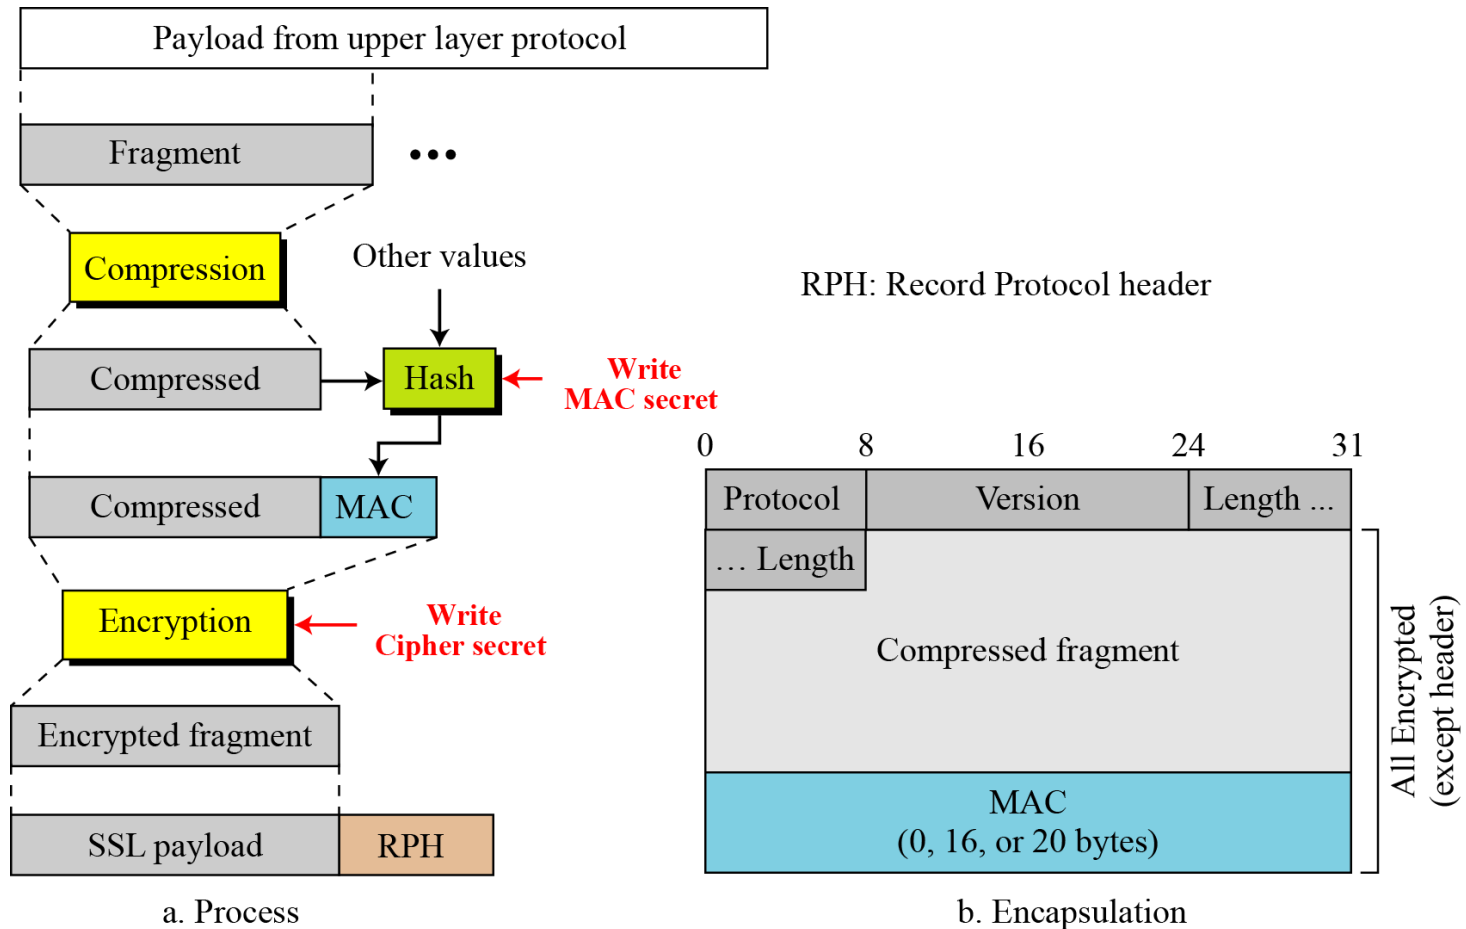 Payload from upper layer protocol
Fragment
Compression
Other values
RPH: Record Protocol header
Compressed
Hash
Write
MAC secret
Compressed
MAC
Encryption
Write
Cipher secret
Encrypted fragment
SSL payload
RPH
a. Process
0 8 16 24 31
Protocol
Version
Length ...
... Length
Compressed fragment
MAC
(0, 16, or 20 bytes)
All Encrypted
(except header)
b. Encapsulation